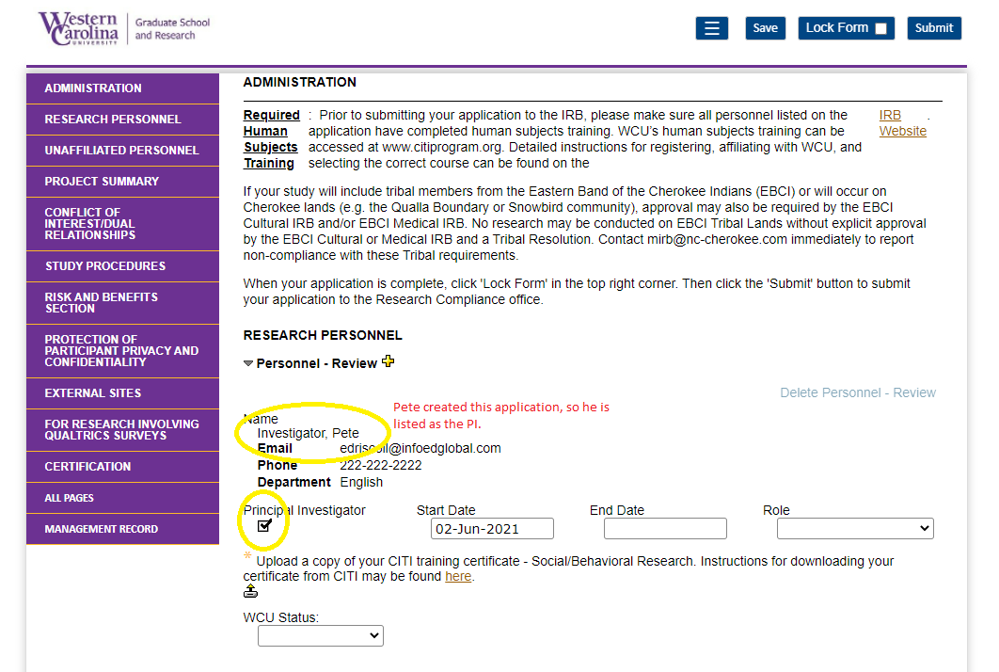 Western Carolina UNIVERSITY
Graduate School and Research
Save
Lock Form
Submit
ADMINISTRATION
RESEARCH PERSONNEL
UNAFFILIATED PERSONNEL
PROJECT SUMMARY
CONFLICT OF
INTEREST/DUAL
RELATIONSHIPS
STUDY PROCEDURES
RISK AND BENEFITS
SECTION
PROTECTION OF
PARTICIPANT PRIVACY AND
CONFIDENTIALITY
EXTERNAL SITES
FOR RESEARCH INVOLVING
QUALTRICS SURVEYS
CERTIFICATION
ALL PAGES
MANAGEMENT RECORD
ADMINISTRATION
Required : Prior to submitting your application to the IRB, please make sure all personnel listed on the IRB .
Human application have completed human subjects training. WCU's human subjects training can be Website
Subjects accessed at www.citiprogram.org. Detailed instructions for registering, affiliating with WCU, and
Training selecting the correct course can be found on the
If your study will include tribal members from the Eastern Band of the Cherokee Indians (EBCI) or will occur on
Cherokee lands (e.g. the Qualla Boundary or Snowbird community), approval may also be required by the EBCI
Cultural IRB and/or EBCI Medical IRB. No research may be conducted on EBCI Tribal Lands without explicit approval
by the EBCI Cultural or Medical IRB and a Tribal Resolution. Contact mirb@nc-cherokee.com immediately to report
non-compliance with these Tribal requirements.
When your application is complete, click 'Lock Form' in the top right corner. Then click the 'Submit' button to submit
your application to the Research Compliance office.
RESEARCH PERSONNEL
Personnel - Review
Delete Personnel - Review
Pete created this application, so he is
listed as the PI.
Name
Investigator, Pete
Email edriscoll@infoedglobal.com
Phone 222-222-2222
Department English
Principal Investigator Start Date End Date Role
02-Jun-2021
* Upload a copy of your CITI training certificate - Social/Behavioral Research. Instructions for downloading your
certificate from CITI may be found here.
WCU Status: